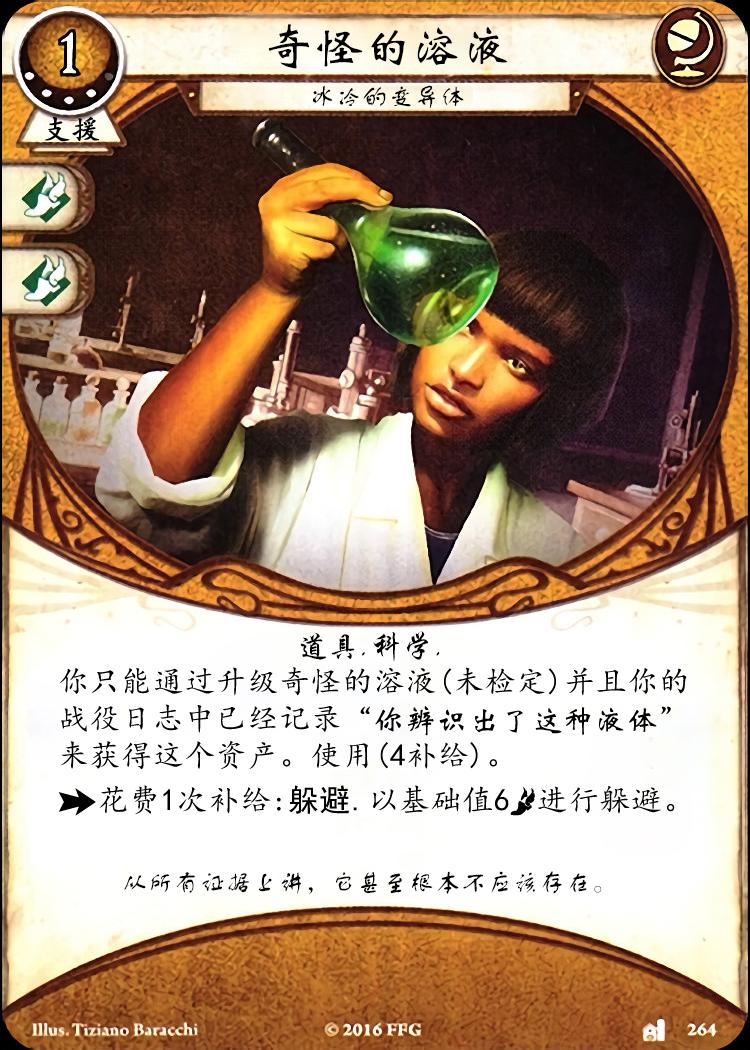 1
奇怪的溶液
冰冷的变异体
支援
道具.科学.
你只能通过升级奇怪的溶液(未检定)并且你的
战役日志中已经记录“你辨识出了这种液体”
来获得这个资产。使用(4补给)。
花费1次补给:躲避.以基础值6进行躲避。
从所有证据上讲，它甚至根本不应该存在。
Illus. Tiziano Baracchi
© 2016 FFG
264